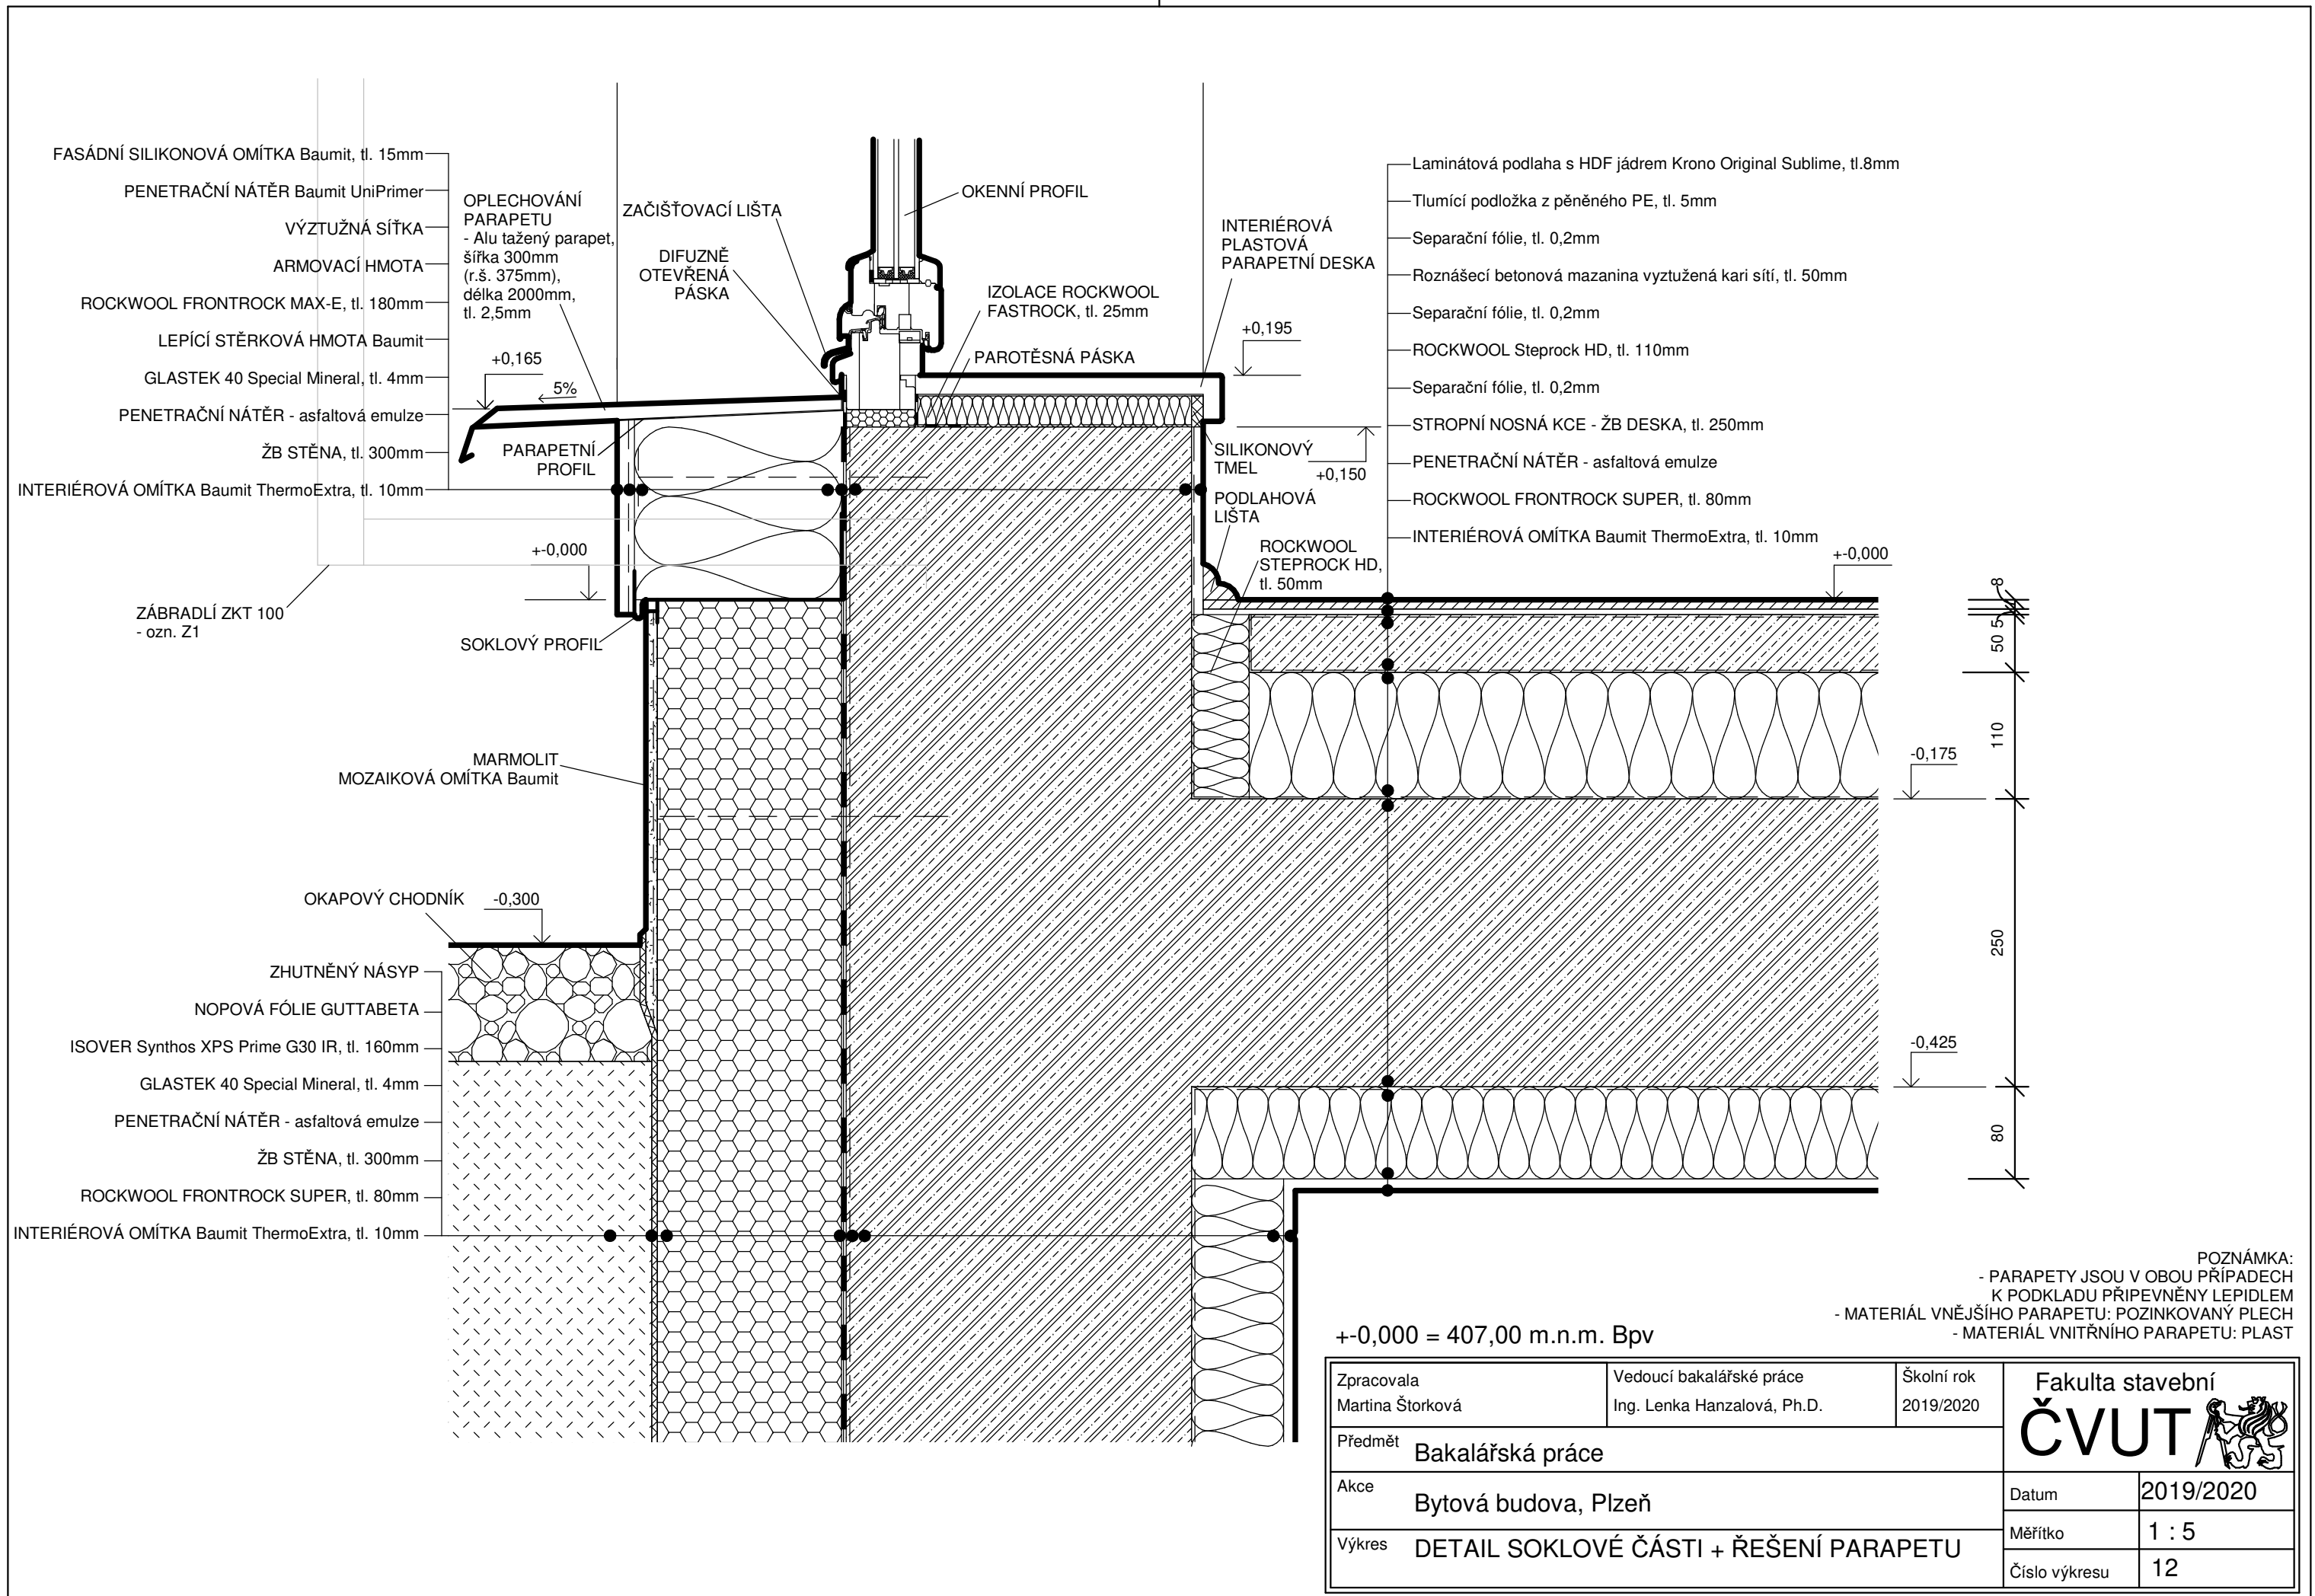 FASÁDNÍ SILIKONOVÁ OMÍTKA Baumit, tl. 15mm
PENETRAČNÍ NÁTĚR Baumit UniPrimer
VÝZTUŽNÁ SÍŤKA
ARMOVACÍ HMOTA
ROCKWOOL FRONTROCK MAX-E, tl. 180mm
LEPÍCÍ STĚRKOVÁ HMOTA Baumit
GLASTEK 40 Special Mineral, tl. 4mm
PENETRAČNÍ NÁTĚR - asfaltová emulze
ŽB STĚNA, tl. 300mm
INTERIÉROVÁ OMÍTKA Baumit ThermoExtra, tl. 10mm
OPLECHOVÁNÍ
PARAPETU
- Alu tažený parapet,
šířka 300mm
(r.š. 375mm),
délka 2000mm,
tl. 2,5mm
+0,165
5%
ZAČIŠŤOVACÍ LIŠTA
DIFUZNĚ
OTEVŘENÁ
PÁSKA
OKENNÍ PROFIL
IZOLACE ROCKWOOL
FASTROCK, tl. 25mm
PAROTĚSNÁ PÁSKA
INTERIÉROVÁ
PLASTOVÁ
PARAPETNÍ DESKA
+0,195
PARAPETNÍ
PROFIL
SILIKONOVÝ
TMEL
+0,150
PODLAHOVÁ
LIŠTA
ROCKWOOL
STEPROCK HD,
tl. 50mm
Laminátová podlaha s HDF jádrem Krono Original Sublime, tl.8mm
Tlumící podložka z pěněného PE, tl. 5mm
Separační fólie, tl. 0,2mm
Roznášecí betonová mazanina vyztužená kari sítí, tl. 50mm
Separační fólie, tl. 0,2mm
ROCKWOOL Steprock HD, tl. 110mm
Separační fólie, tl. 0,2mm
STROPNÍ NOSNÁ KCE - ŽB DESKA, tl. 250mm
PENETRAČNÍ NÁTĚR - asfaltová emulze
ROCKWOOL FRONTROCK SUPER, tl. 80mm
INTERIÉROVÁ OMÍTKA Baumit ThermoExtra, tl. 10mm
+-0,000
+-0,000
8
5
50
110
250
80
-0,175
-0,425
ZÁBRADLÍ ZKT 100
- ozn. Z1
SOKLOVÝ PROFIL
MARMOLIT
MOZAIKOVÁ OMÍTKA Baumit
OKAPOVÝ CHODNÍK
-0,300
ZHUTNĚNÝ NÁSYP
NOPOVÁ FÓLIE GUTTABETA
ISOVER Synthos XPS Prime G30 IR, tl. 160mm
GLASTEK 40 Special Mineral, tl. 4mm
PENETRAČNÍ NÁTĚR - asfaltová emulze
ŽB STĚNA, tl. 300mm
ROCKWOOL FRONTROCK SUPER, tl. 80mm
INTERIÉROVÁ OMÍTKA Baumit ThermoExtra, tl. 10mm
POZNÁMKA:
- PARAPETY JSOU V OBOU PŘÍPADECH
K PODKLADU PŘIPEVNĚNY LEPIDLEM
- MATERIÁL VNĚJŠÍHO PARAPETU: POZINKOVANÝ PLECH
- MATERIÁL VNITŘNÍHO PARAPETU: PLAST
+-0,000 = 407,00 m.n.m. Bpv
Zpracovala
Martina Štorková
Vedoucí bakalářské práce
Ing. Lenka Hanzalová, Ph.D.
Školní rok
2019/2020
Fakulta stavební
ČVUT
Předmět Bakalářská práce
Akce Bytová budova, Plzeň
Výkres DETAIL SOKLOVÉ ČÁSTI + ŘEŠENÍ PARAPETU
Datum 2019/2020
Měřítko 1 : 5
Číslo výkresu 12